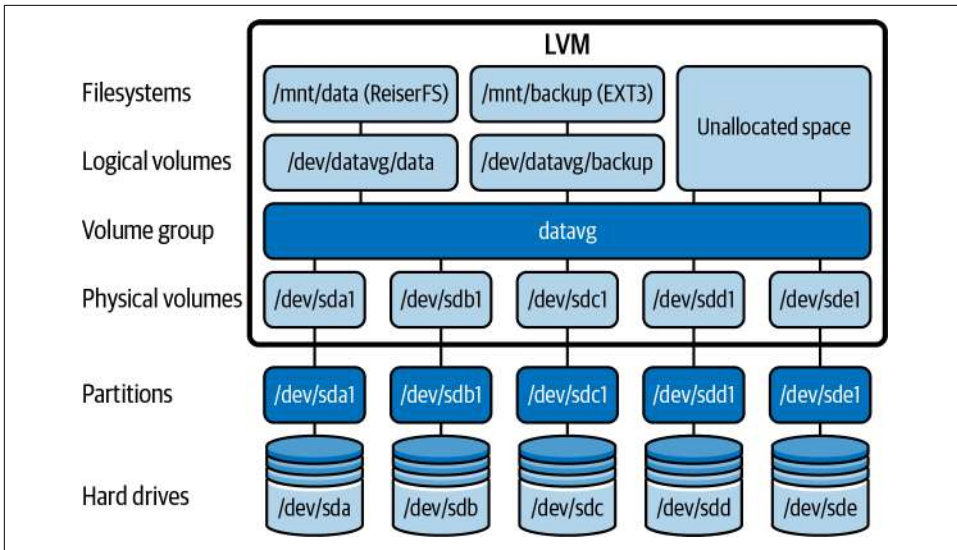 LVM
Filesystems
/mnt/data (ReiserFS)
/mnt/backup (EXT3)
Unallocated space
Logical volumes
/dev/datavg/data
/dev/datavg/backup
Volume group
datavg
Physical volumes
/dev/sda1
/dev/sdb1
/dev/sdc1
/dev/sdd1
/dev/sde1
Partitions
/dev/sda1
/dev/sdb1
/dev/sdc1
/dev/sdd1
/dev/sde1
Hard drives
/dev/sda
/dev/sdb
/dev/sdc
/dev/sdd
/dev/sde